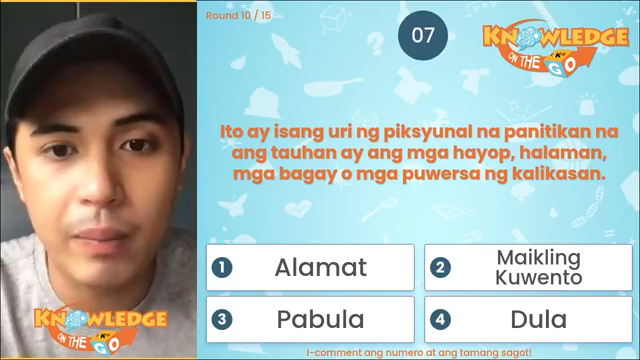 Round 10 / 15
07
KNOWLEDGE
ON THE GO
Ito ay isang uri ng piksyunal na panitikan na
ang tauhan ay ang mga hayop, halaman,
mga bagay o mga puwersa ng kalikasan.
1 Alamat
2 Maikling
Kuwento
3 Pabula
4 Dula
KNOWLEDGE
ON THE GO
I-comment ang numero at ang tamang sagot!